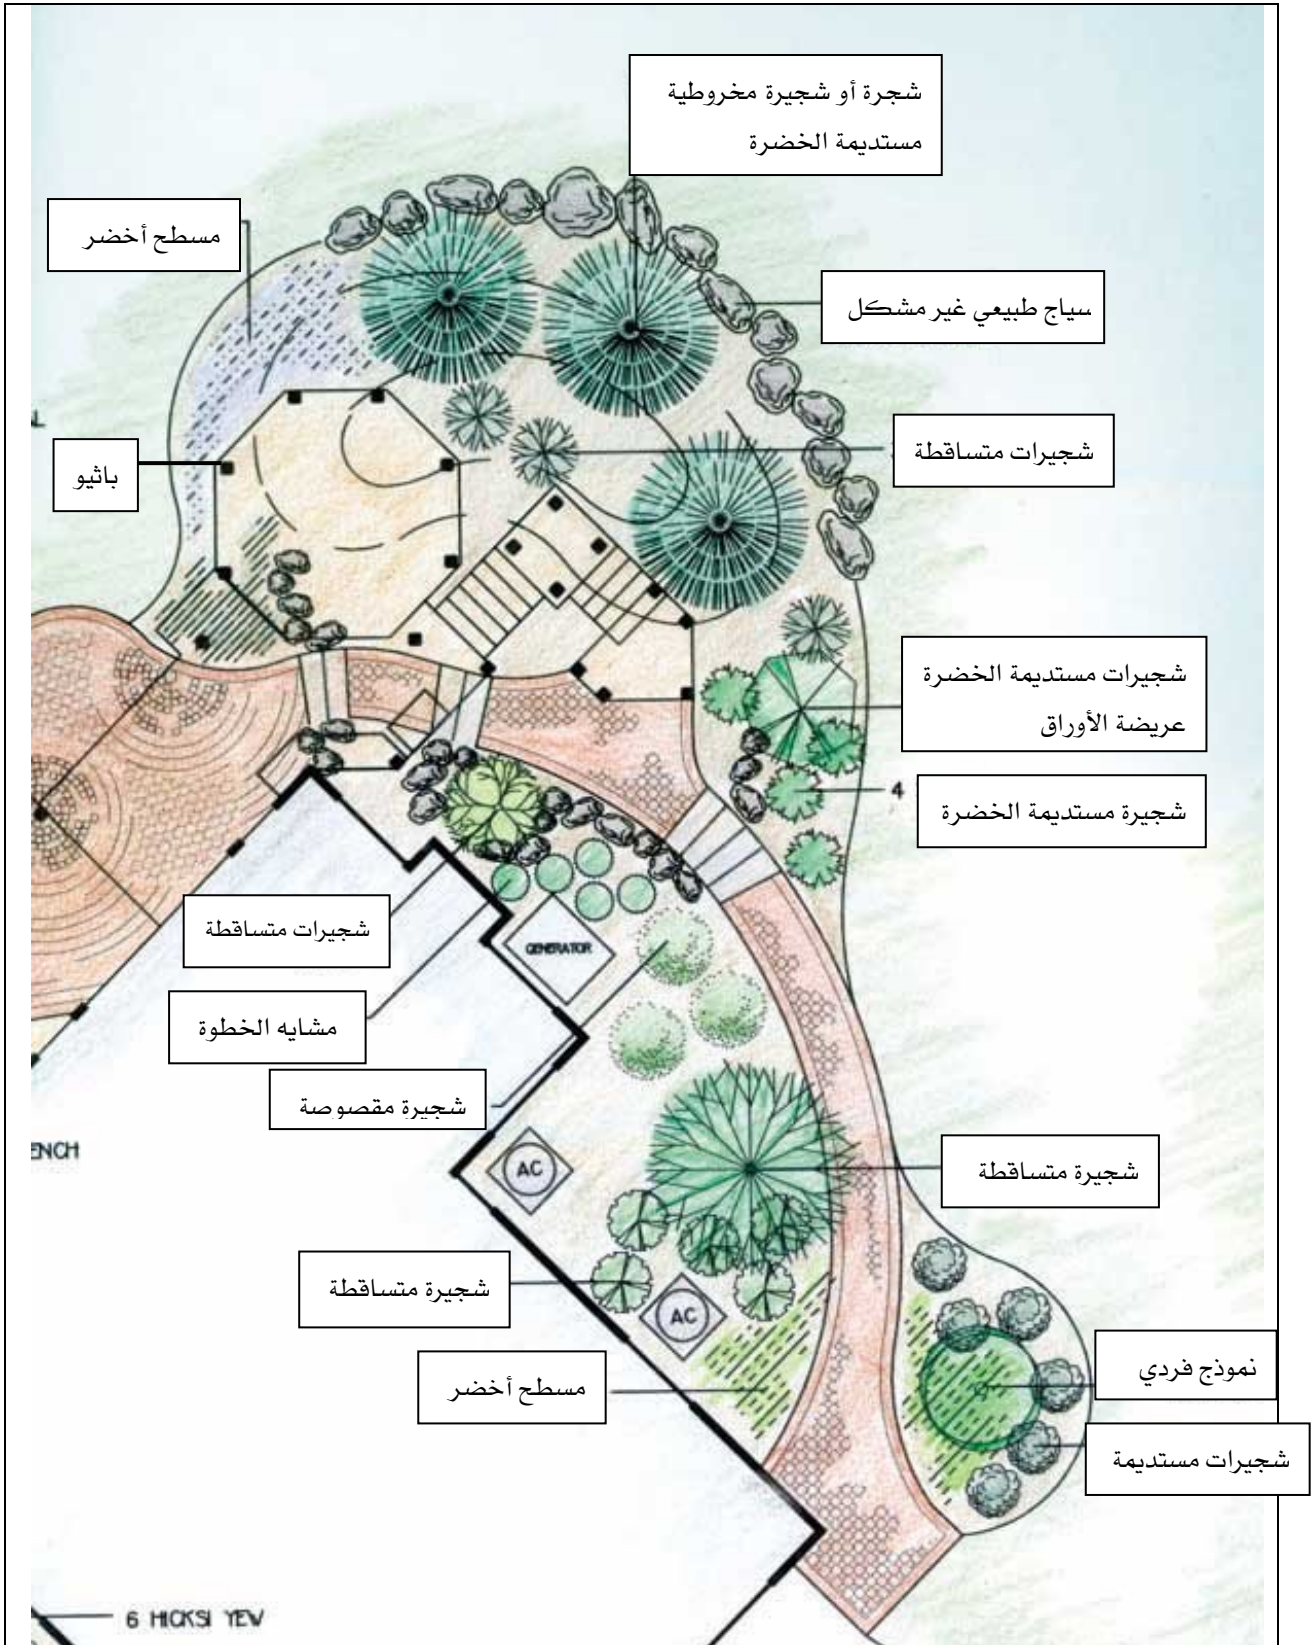 شجرة أو شجيرة مخروطية
مستديمة الخضرة
مسطح أخضر
سياج طبيعي غير مشكل
شجيرات متساقطة
باثيو
شجيرات مستديمة الخضرة
عريضة الأوراق
4
شجيرة مستديمة الخضرة
شجيرات متساقطة
GENERATOR
مشايه الخطوة
شجيرة مقصوصة
ENCH
AC
شجيرة متساقطة
شجيرة متساقطة
AC
نموذج فردي
مسطح أخضر
شجيرات مستديمة
6 HICKSI YEW